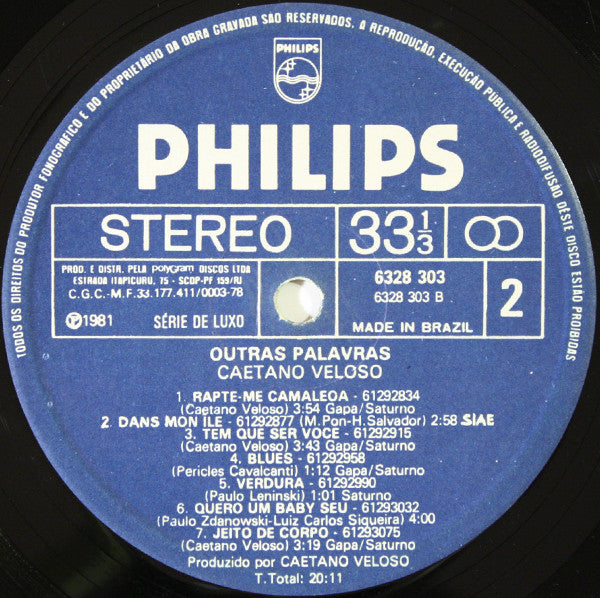 TODOS OS DIREITOS DO PRODUTOR FONOGRAFICO E DO PROPRIETARIO DA OBRA GRAVADA SÃO RESERVADOS. A REPRODUÇÃO, EXECUÇÃO PÚBLICA E RADIODIFUSÃO DÊSTE DISCO ESTÃO PROIBIDAS
PHILIPS
PHILIPS
STEREO 33 1/3
PROD. E DISTR. PELA polygram DISCOS LTDA
ESTRADA ITAPICURU, 75 - SCDP-PF 159/RJ
C.G.C.-M.F.33.177.411/0003-78
℗1981 SÉRIE DE LUXO
6328 303
6328 303 B
MADE IN BRAZIL
2
OUTRAS PALAVRAS
CAETANO VELOSO
1. RAPTE-ME CAMALEOA - 61292834
(Caetano Veloso) 3:54 Gapa/Saturno
2. DANS MON ILE - 61292877 (M.Pon-H.Salvador) 2:58 SIAE
3. TEM QUE SER VOCE - 61292915
(Caetano Veloso) 3:43 Gapa/Saturno
4. BLUES - 61292958
(Pericles Cavalcanti) 1:12 Gapa/Saturno
5. VERDURA - 61292990
(Paulo Leninski) 1:01 Saturno
6. QUERO UM BABY SEU - 61293032
(Paulo Zdanowski-Luiz Carlos Siqueira) 4:00
7. JEITO DE CORPO - 61293075
(Caetano Veloso) 3:19 Gapa/Saturno
Produzido por CAETANO VELOSO
T.Total: 20:11